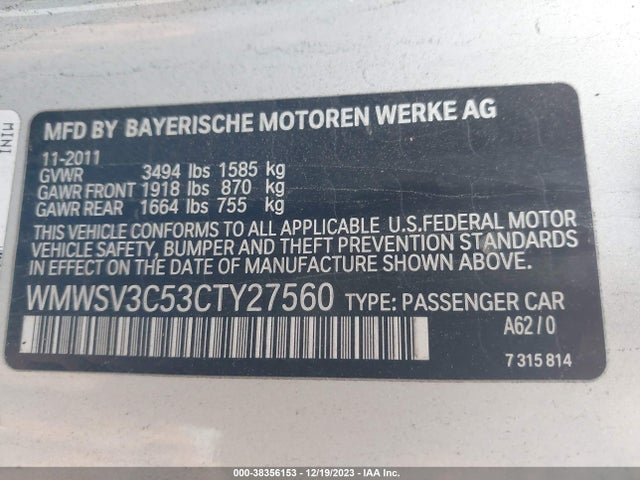 MFD BY BAYERISCHE MOTOREN WERKE AG
11-2011
GVWR 3494 lbs 1585 kg
GAWR FRONT 1918 lbs 870 kg
GAWR REAR 1664 lbs 755 kg
THIS VEHICLE CONFORMS TO ALL APPLICABLE U.S.FEDERAL MOTOR
VEHICLE SAFETY, BUMPER AND THEFT PREVENTION STANDARDS
IN EFFECT ON THE DATE OF MANUFACTURE SHOWN ABOVE.
WMWSV3C53CTY27560 TYPE: PASSENGER CAR
A62/0
7 315 814
MINI
000-38356153 - 12/19/2023 - IAA Inc.